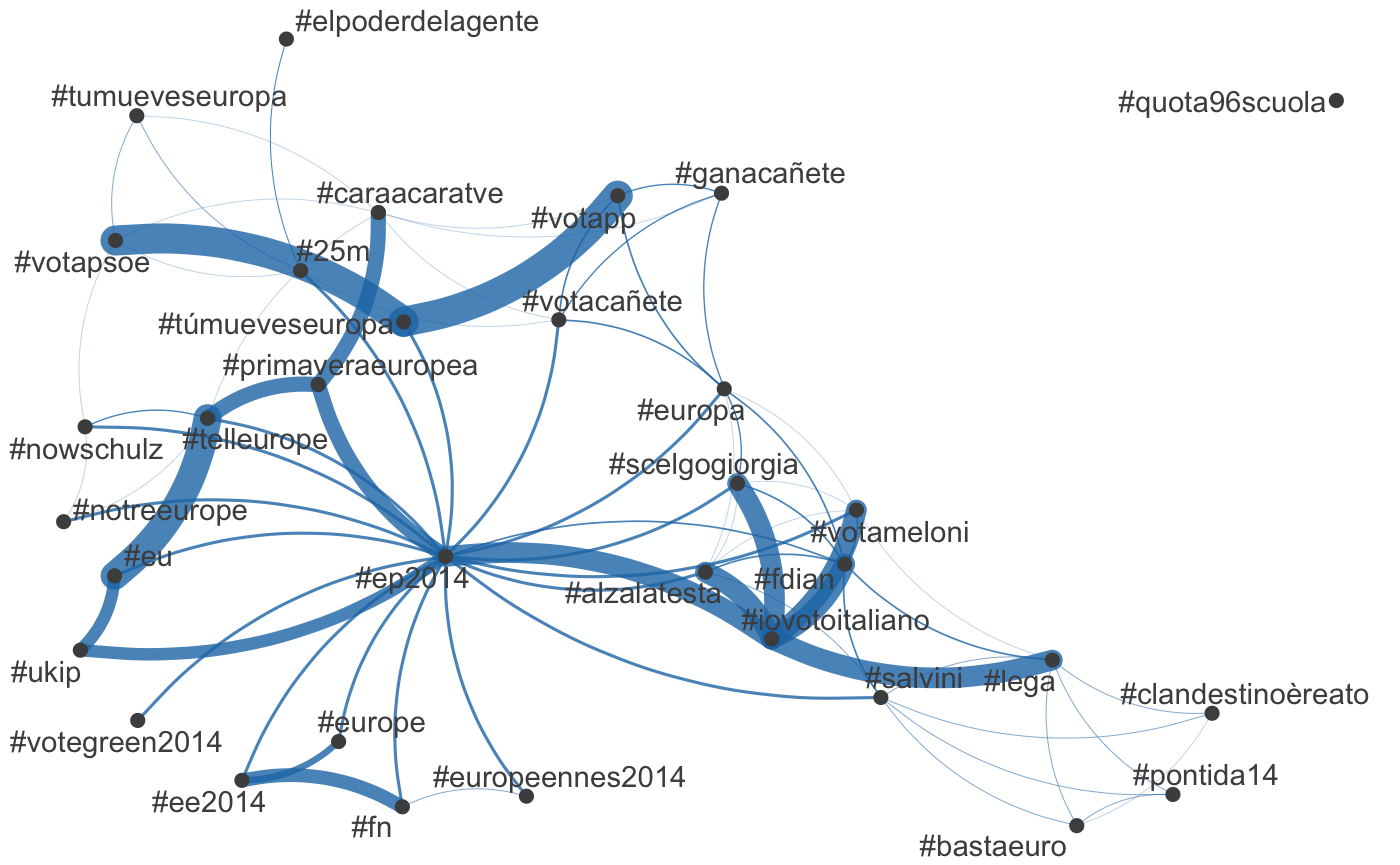 #elpoderdelagente
#tumueveseuropa
#quota96scuola
#ganacañete
#caraacaratve
#votapp
#25m
#votapsoe
#votacañete
#túmueveseuropa
#primaveraeuropea
#europa
#telleurope
#nowschulz
#scelgogiorgia
#notreeurope
#votameloni
#eu
#ep2014
#fdian
#alzalatesta
#iovotoitaliano
#ukip
#salvini
#lega
#clandestinoèreato
#europe
#votegreen2014
#europeennes2014
#pontida14
#ee2014
#fn
#bastaeuro